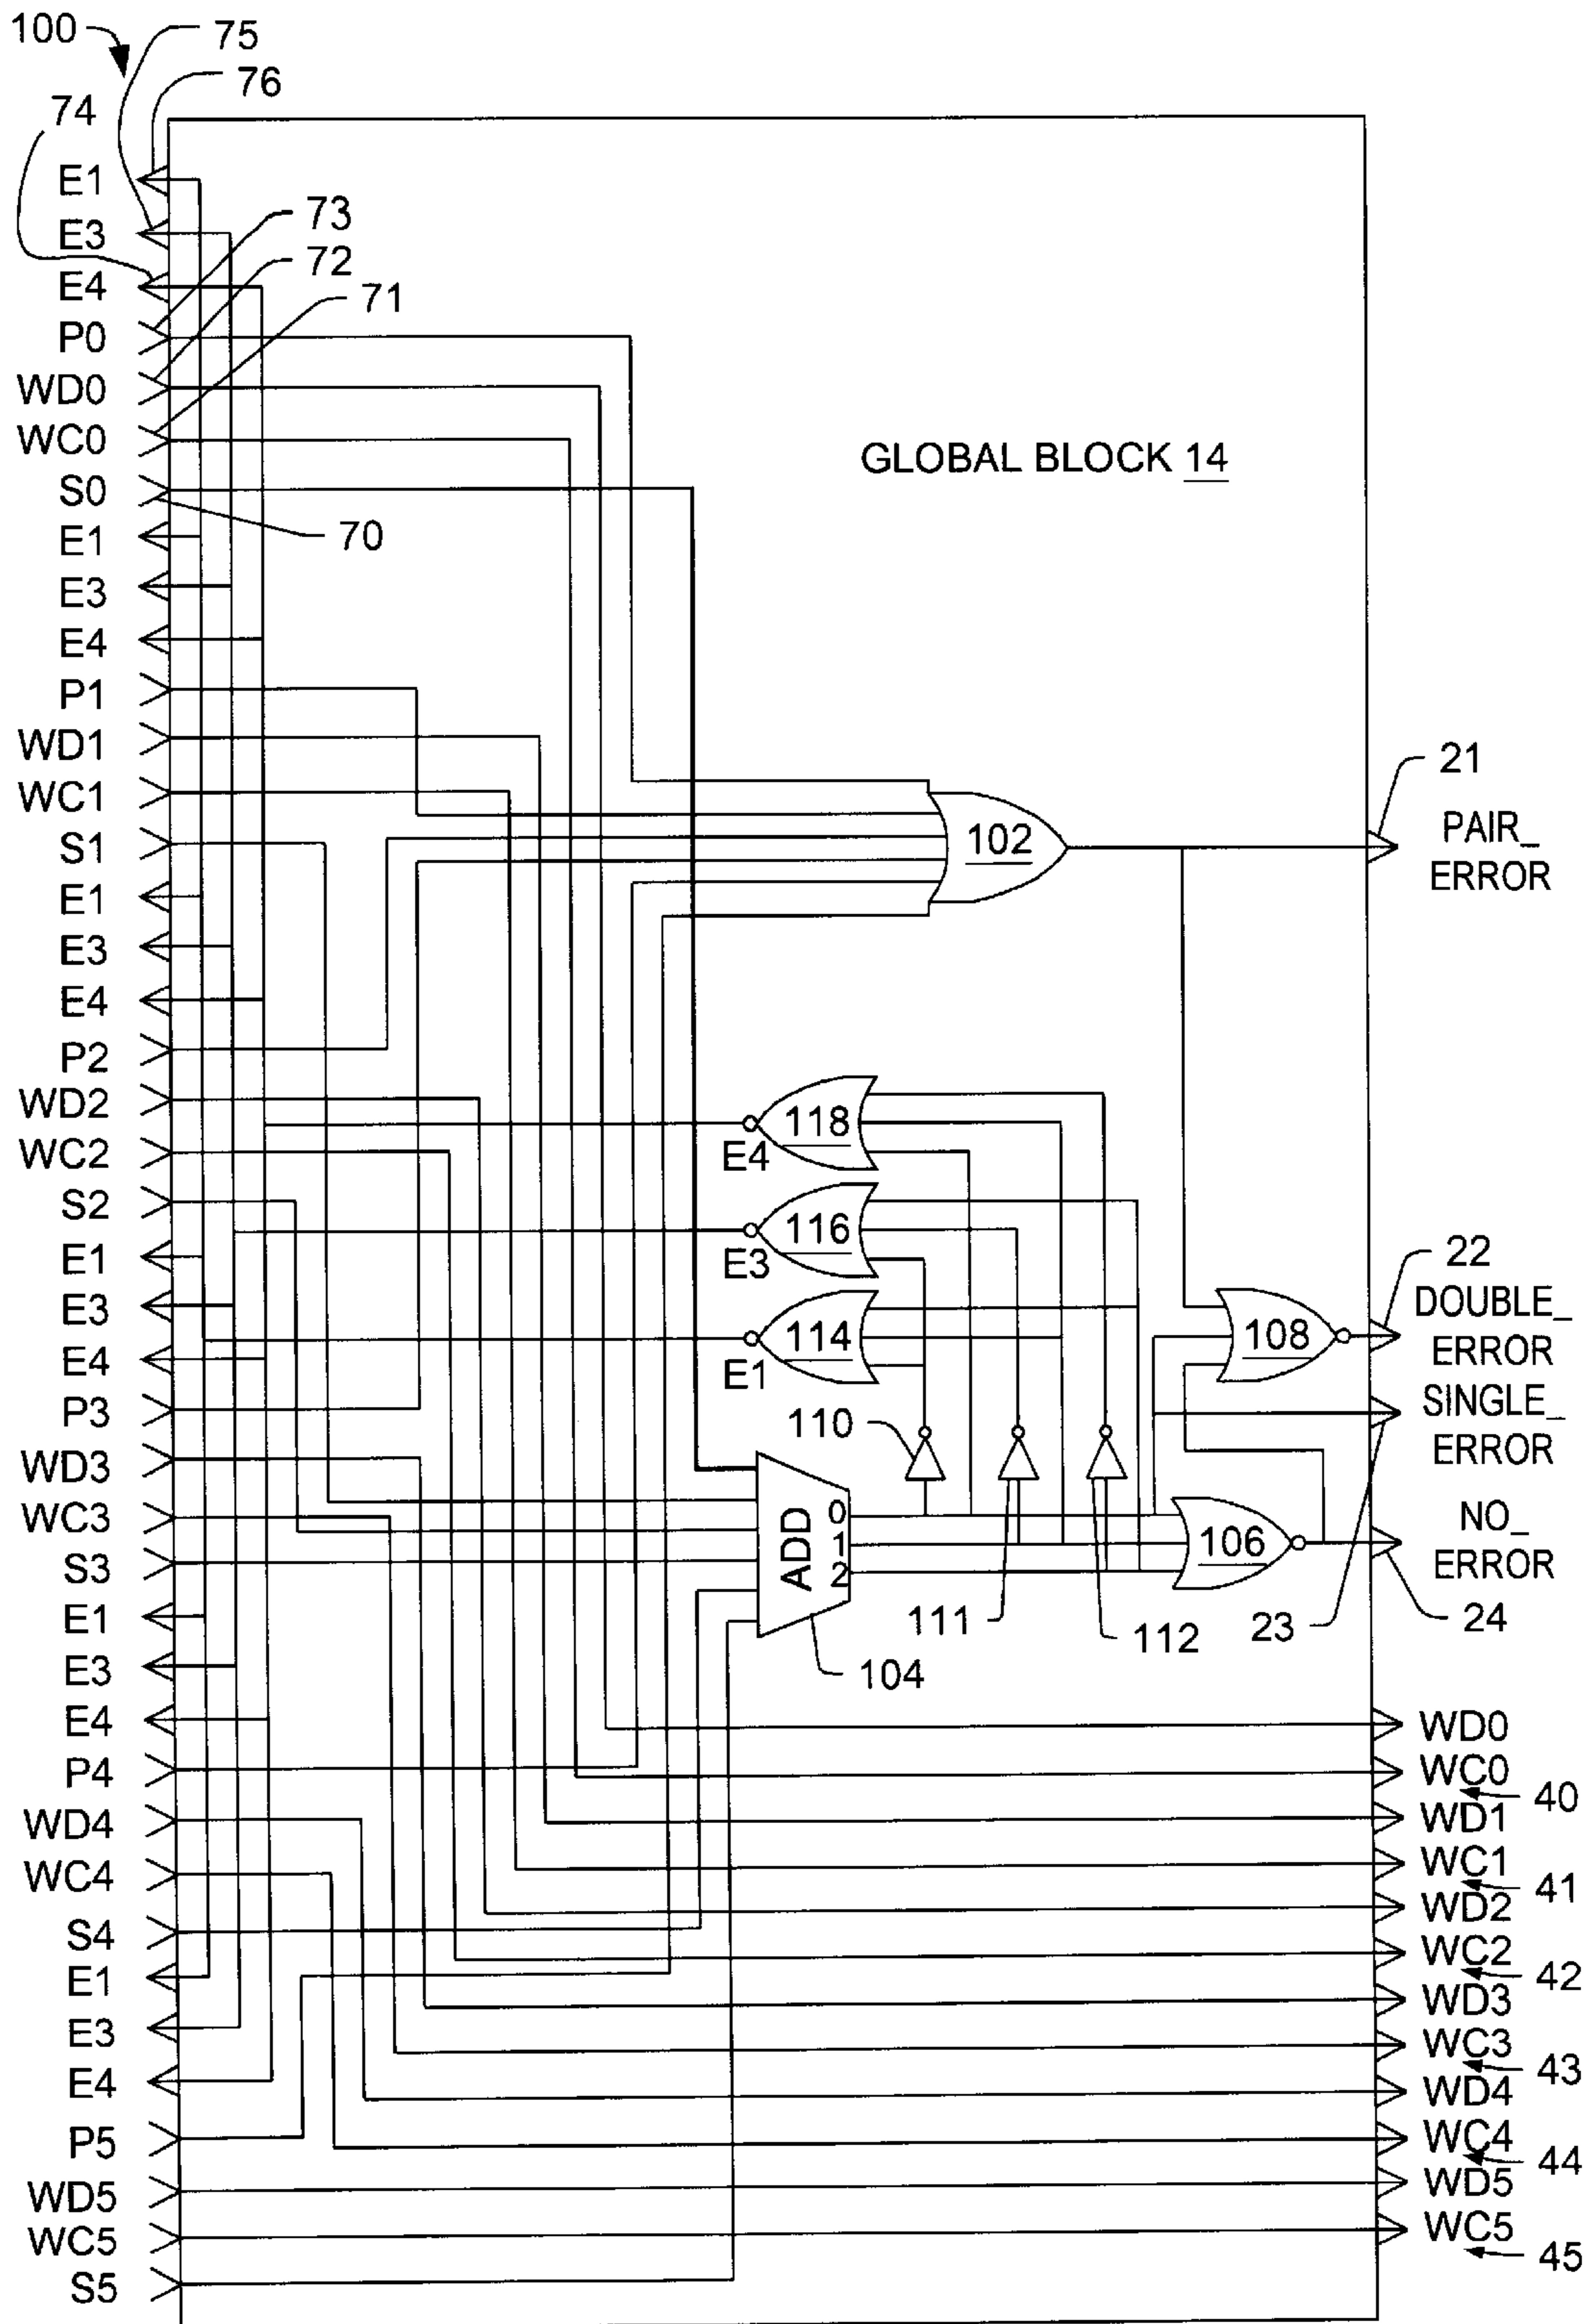 100
75
76
74
E1
E3
73
72
E4
71
P0
WD0
WC0
GLOBAL BLOCK 14
S0
70
E1
E3
E4
P1
WD1
21
WC1
PAIR_
ERROR
102
S1
E1
E3
E4
P2
WD2
118
WC2
E4
S2
116
22
E1
E3
DOUBLE_
ERROR
E3
114
108
E4
E1
SINGLE_
ERROR
P3
110
WD3
WC3
ADD
0
1
2
106
NO_
ERROR
S3
E1
111
112
23
24
E3
104
E4
WD0
P4
WC0
40
WD4
WD1
WC4
WC1
41
S4
WD2
E1
WC2
42
E3
WD3
WC3
43
E4
WD4
P5
WC4
44
WD5
WD5
WC5
WC5
45
S5